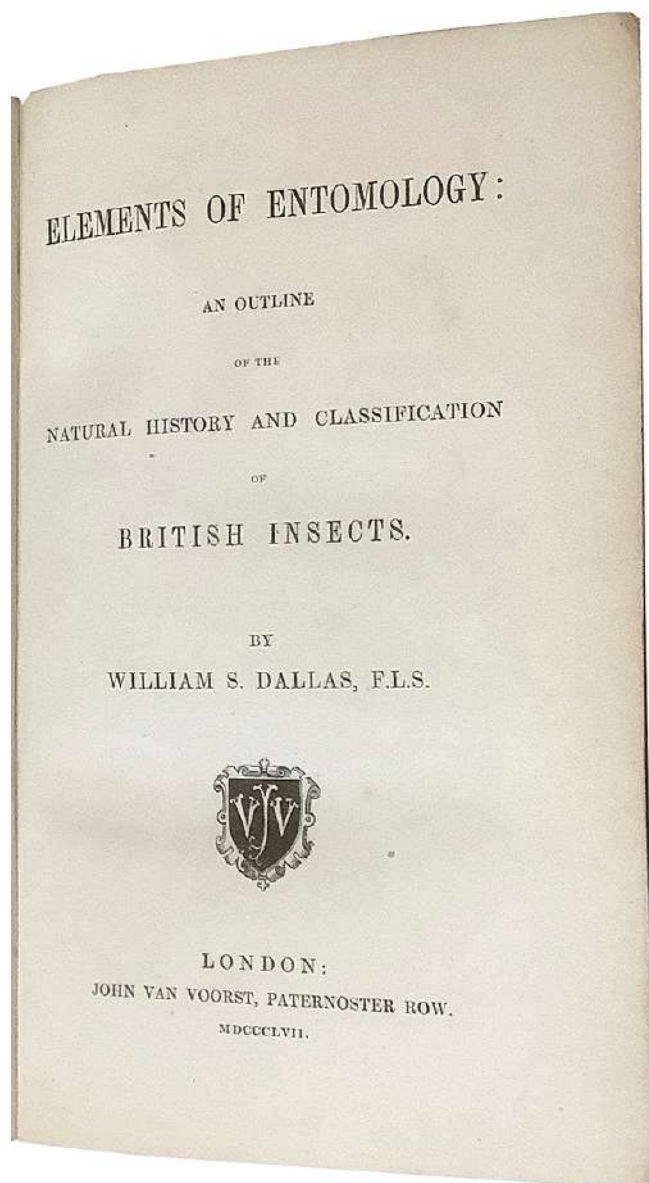 ELEMENTS OF ENTOMOLOGY:
AN OUTLINE
OF THE
NATURAL HISTORY AND CLASSIFICATION
OF
BRITISH INSECTS.
BY
WILLIAM S. DALLAS, F.L.S.
VJV
LONDON:
JOHN VAN VOORST, PATERNOSTER ROW.
MDCCCLVII.